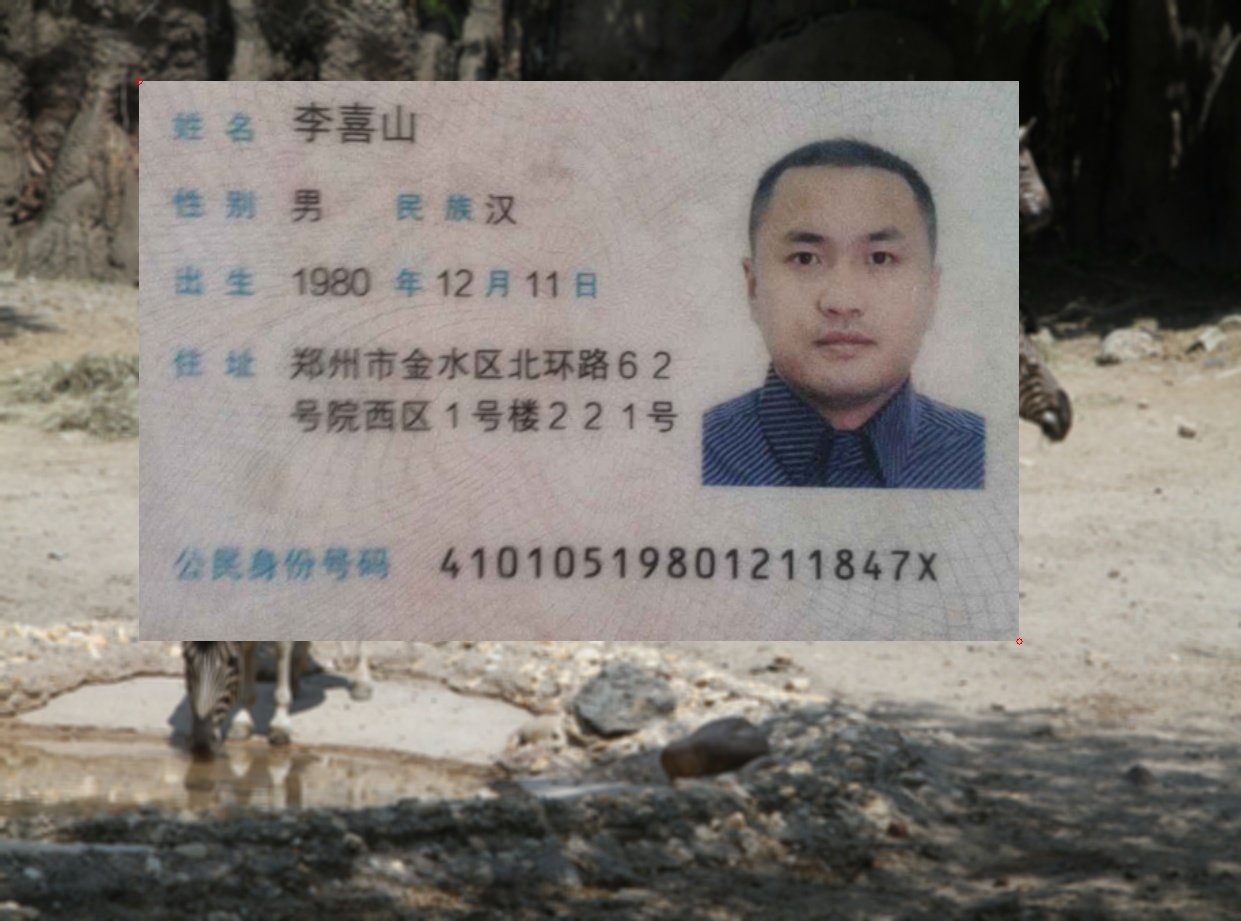 姓名 李喜山
性别 男 民族 汉
出生 1980 年 12 月 11 日
住址 郑州市金水区北环路62
号院西区1号楼221号
公民身份号码 41010519801211847X